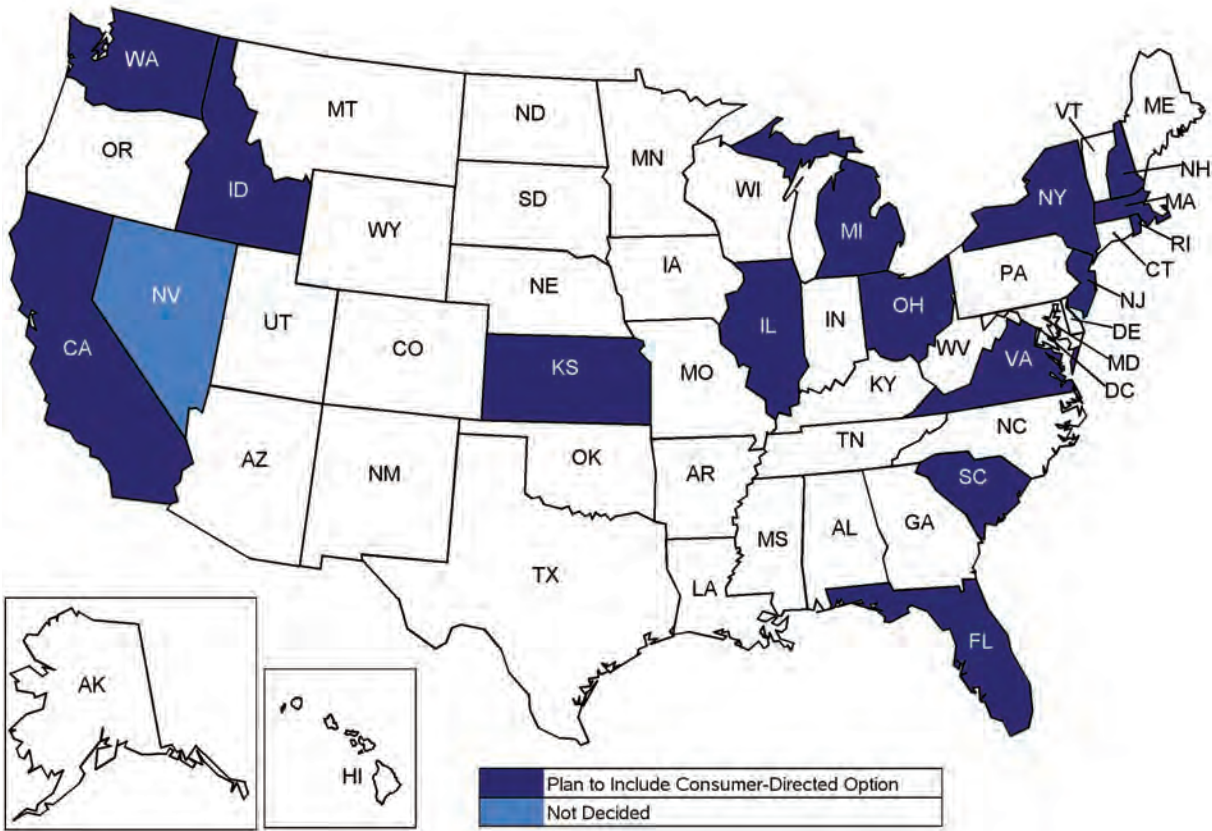 WA
MT
ND
MN
VT
ME
OR
ID
SD
WI
NH
NY
MA
WY
MI
RI
IA
CT
PA
NV
NE
NJ
UT
OH
IL
IN
DE
CA
CO
WV
VA
MD
KS
MO
KY
DC
NC
TN
AZ
OK
NM
AR
SC
GA
AL
MS
TX
LA
FL
AK
HI
Plan to Include Consumer-Directed Option
Not Decided